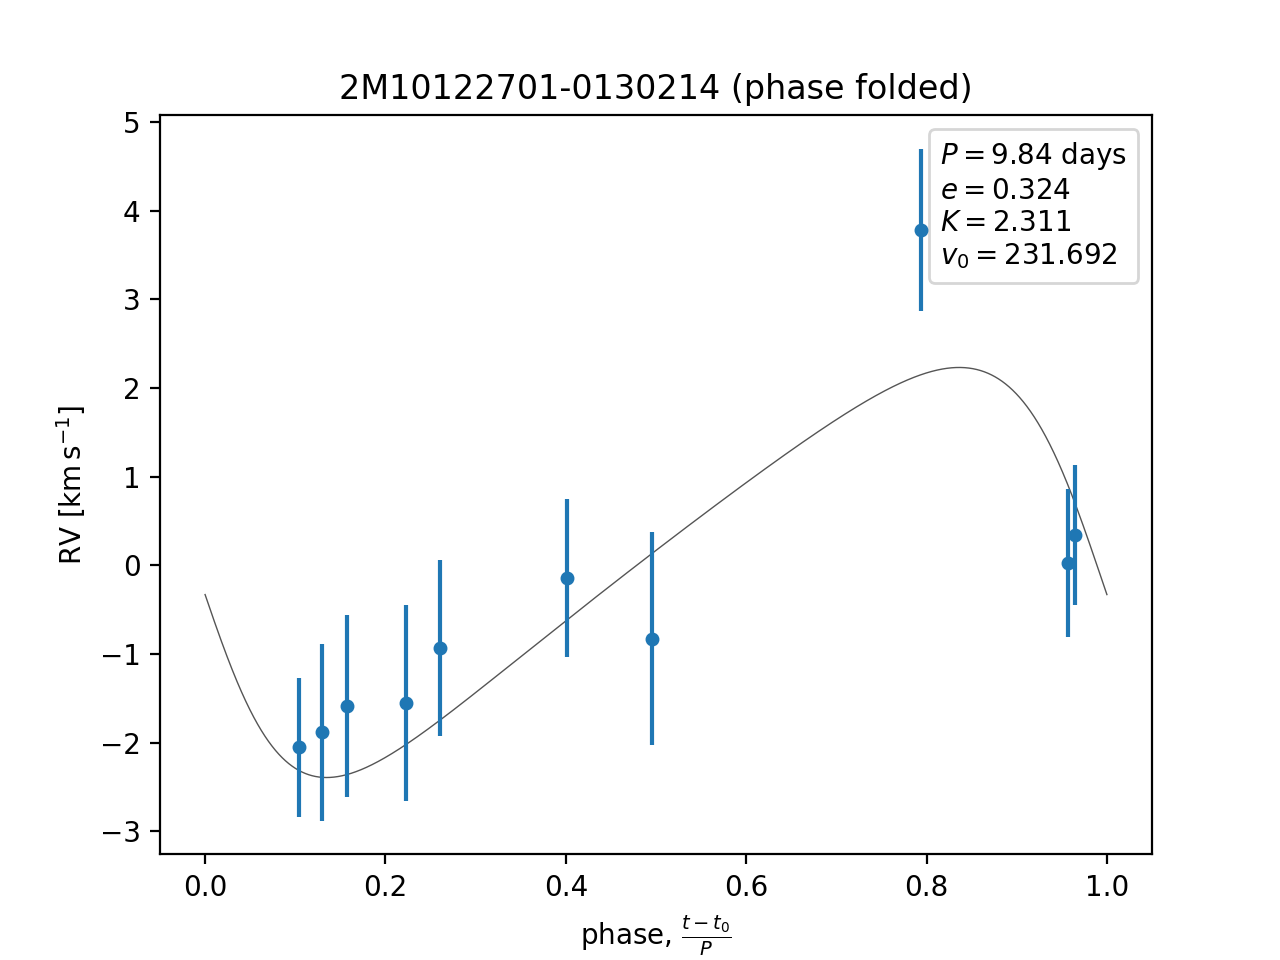 2M10122701-0130214 (phase folded)
P = 9.84 days
e = 0.324
K = 2.311
v₀ = 231.692
RV [km s⁻¹]
5
4
3
2
1
0
−1
−2
−3
0.0 0.2 0.4 0.6 0.8 1.0
phase, (t − t₀)/P